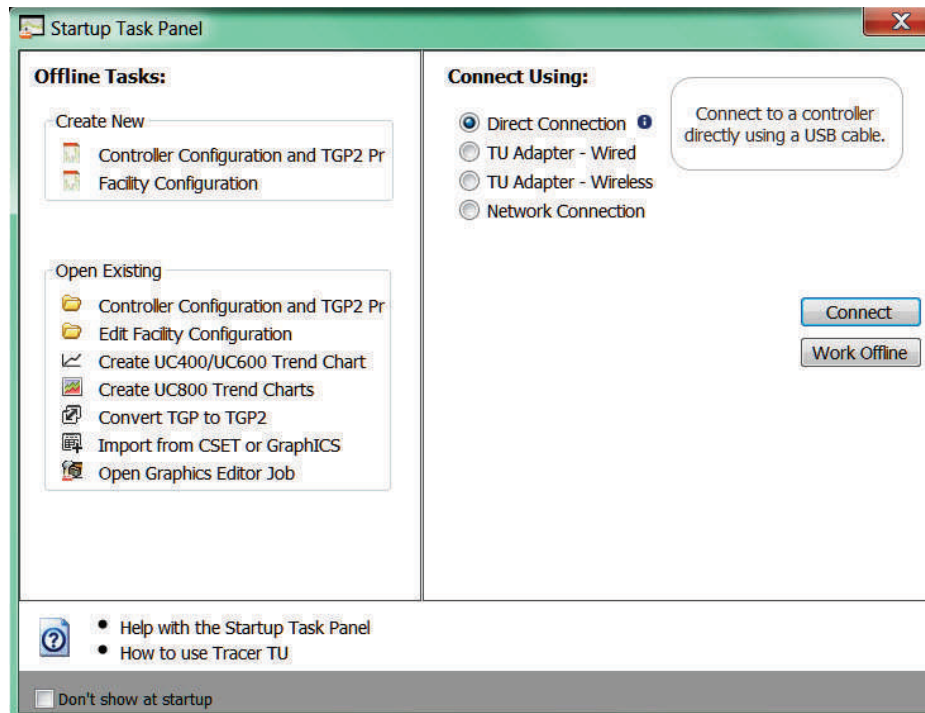 Startup Task Panel
X
Offline Tasks:
Create New
Controller Configuration and TGP2 Pr
Facility Configuration
Open Existing
Controller Configuration and TGP2 Pr
Edit Facility Configuration
Create UC400/UC600 Trend Chart
Create UC800 Trend Charts
Convert TGP to TGP2
Import from CSET or GraphICS
Open Graphics Editor Job
Connect Using:
Direct Connection
TU Adapter - Wired
TU Adapter - Wireless
Network Connection
Connect to a controller
directly using a USB cable.
Connect
Work Offline
• Help with the Startup Task Panel
• How to use Tracer TU
Don't show at startup